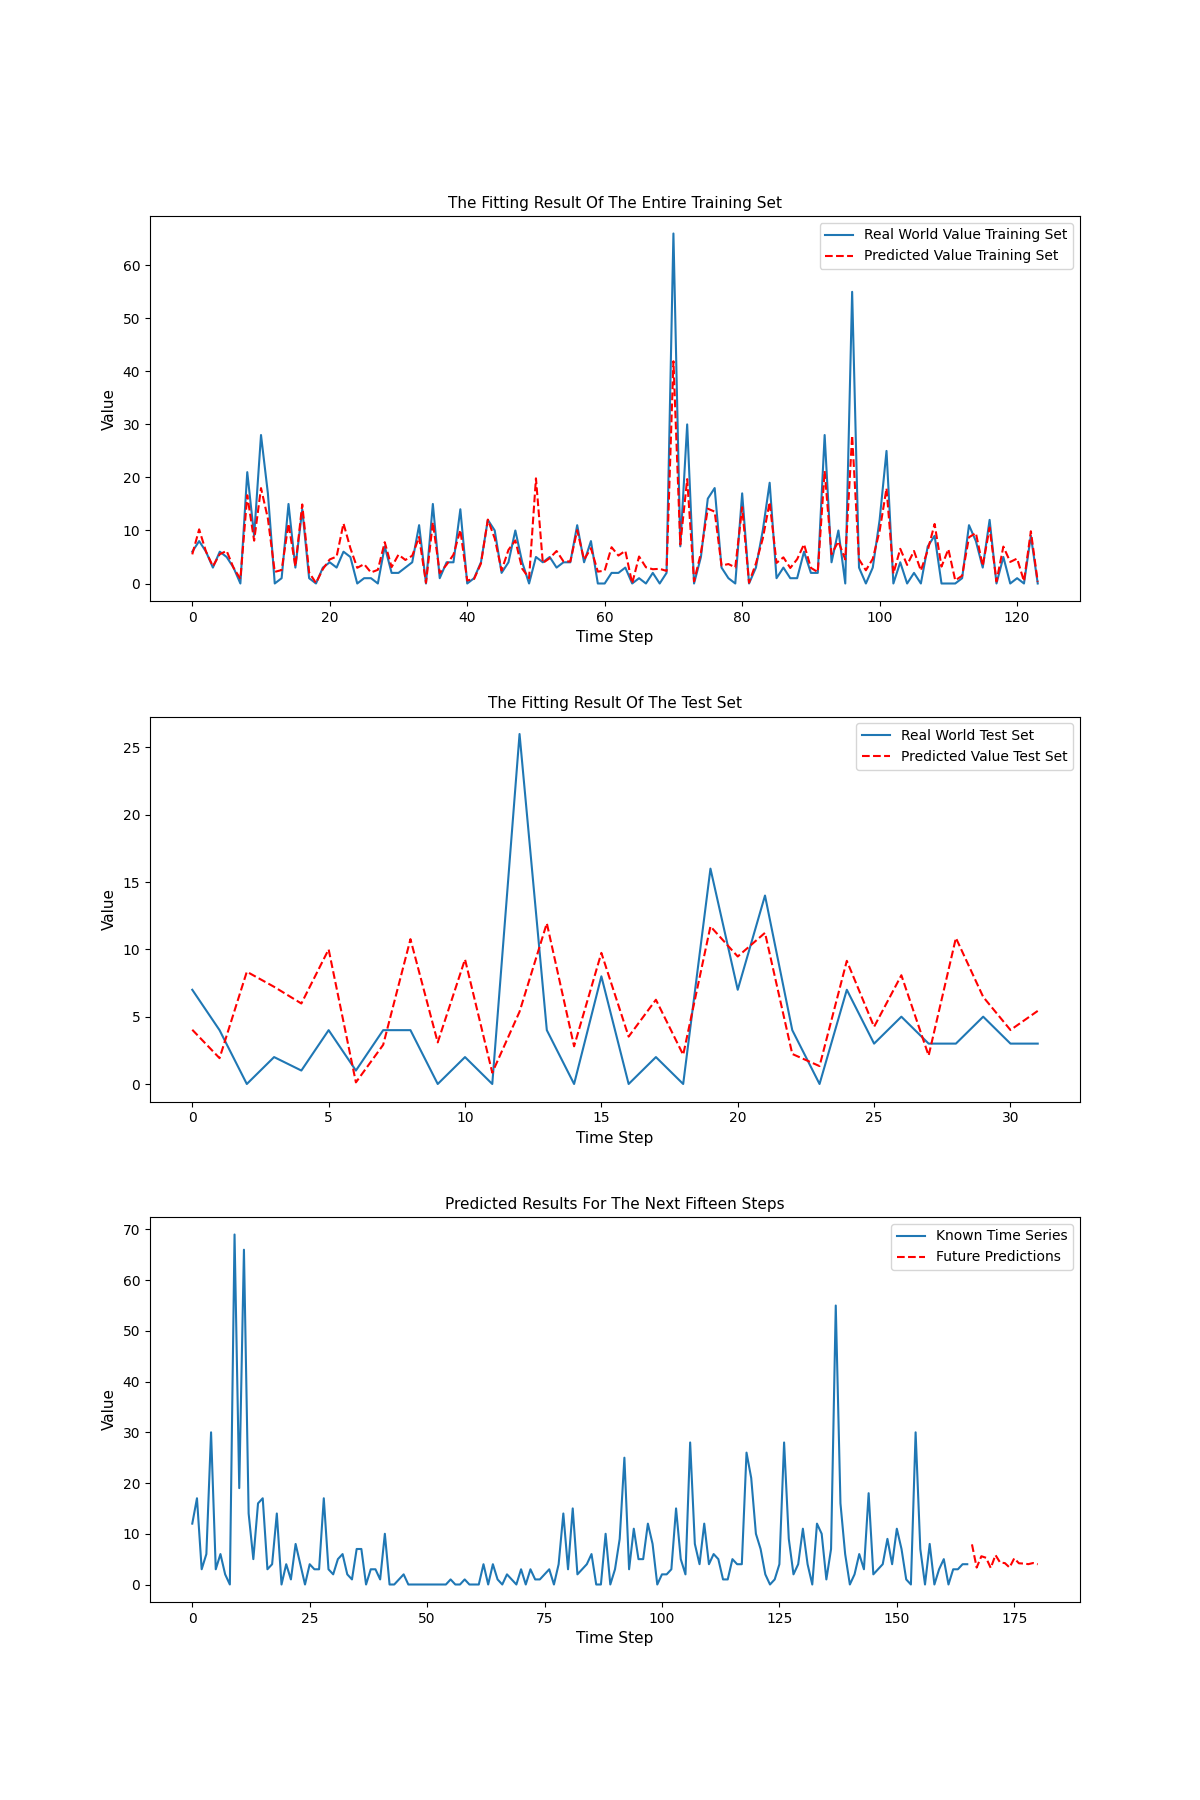 The Fitting Result Of The Entire Training Set
Real World Value Training Set
Predicted Value Training Set
Value
60
50
40
30
20
10
0
0 20 40 60 80 100 120
Time Step
The Fitting Result Of The Test Set
Real World Test Set
Predicted Value Test Set
Value
25
20
15
10
5
0
0 5 10 15 20 25 30
Time Step
Predicted Results For The Next Fifteen Steps
Known Time Series
Future Predictions
Value
70
60
50
40
30
20
10
0
0 25 50 75 100 125 150 175
Time Step